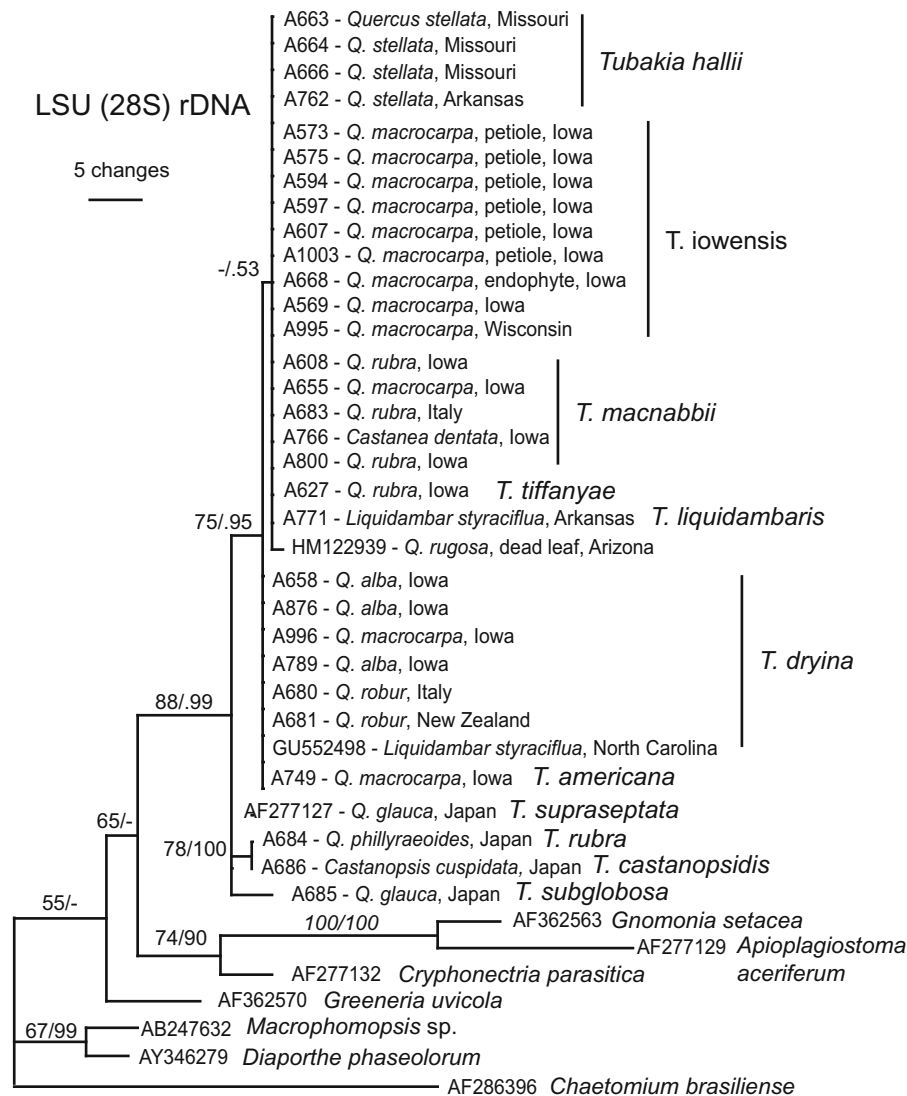 A663 - Quercus stellata, Missouri
A664 - Q. stellata, Missouri
A666 - Q. stellata, Missouri
A762 - Q. stellata, Arkansas
Tubakia hallii
LSU (28S) rDNA
5 changes
A573 - Q. macrocarpa, petiole, Iowa
A575 - Q. macrocarpa, petiole, Iowa
A594 - Q. macrocarpa, petiole, Iowa
A597 - Q. macrocarpa, petiole, Iowa
A607 - Q. macrocarpa, petiole, Iowa
A1003 - Q. macrocarpa, petiole, Iowa
A668 - Q. macrocarpa, endophyte, Iowa
A569 - Q. macrocarpa, Iowa
A995 - Q. macrocarpa, Wisconsin
T. iowensis
-/.53
A608 - Q. rubra, Iowa
A655 - Q. macrocarpa, Iowa
A683 - Q. rubra, Italy
A766 - Castanea dentata, Iowa
A800 - Q. rubra, Iowa
T. macnabbii
A627 - Q. rubra, Iowa T. tiffanyae
A771 - Liquidambar styraciflua, Arkansas T. liquidambaris
75/.95
HM122939 - Q. rugosa, dead leaf, Arizona
A658 - Q. alba, Iowa
A876 - Q. alba, Iowa
A996 - Q. macrocarpa, Iowa
A789 - Q. alba, Iowa
A680 - Q. robur, Italy
A681 - Q. robur, New Zealand
GU552498 - Liquidambar styraciflua, North Carolina
T. dryina
88/.99
A749 - Q. macrocarpa, Iowa T. americana
AF277127 - Q. glauca, Japan T. supraseptata
65/-
A684 - Q. phillyraeoides, Japan T. rubra
78/100
A686 - Castanopsis cuspidata, Japan T. castanopsidis
A685 - Q. glauca, Japan T. subglobosa
55/-
100/100
AF362563 Gnomonia setacea
74/90
AF277129 Apioplagiostoma
aceriferum
AF277132 Cryphonectria parasitica
AF362570 Greeneria uvicola
67/99
AB247632 Macrophomopsis sp.
AY346279 Diaporthe phaseolorum
AF286396 Chaetomium brasiliense